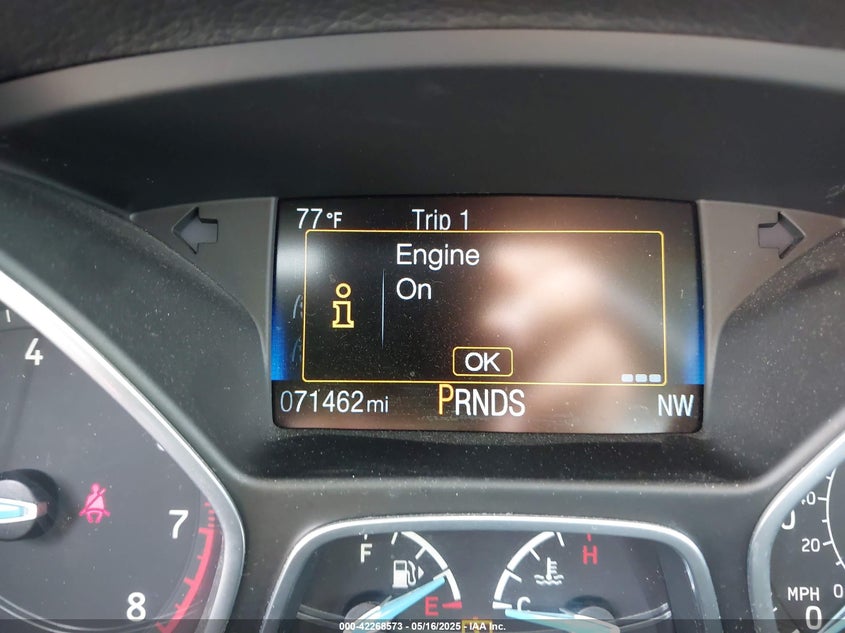 77°F Trip 1
Engine
On
OK
071462mi PRNDS NW
4
7
8
F H
E C
40
20
MPH
0
000-42268573 - 05/16/2025 - IAA Inc.